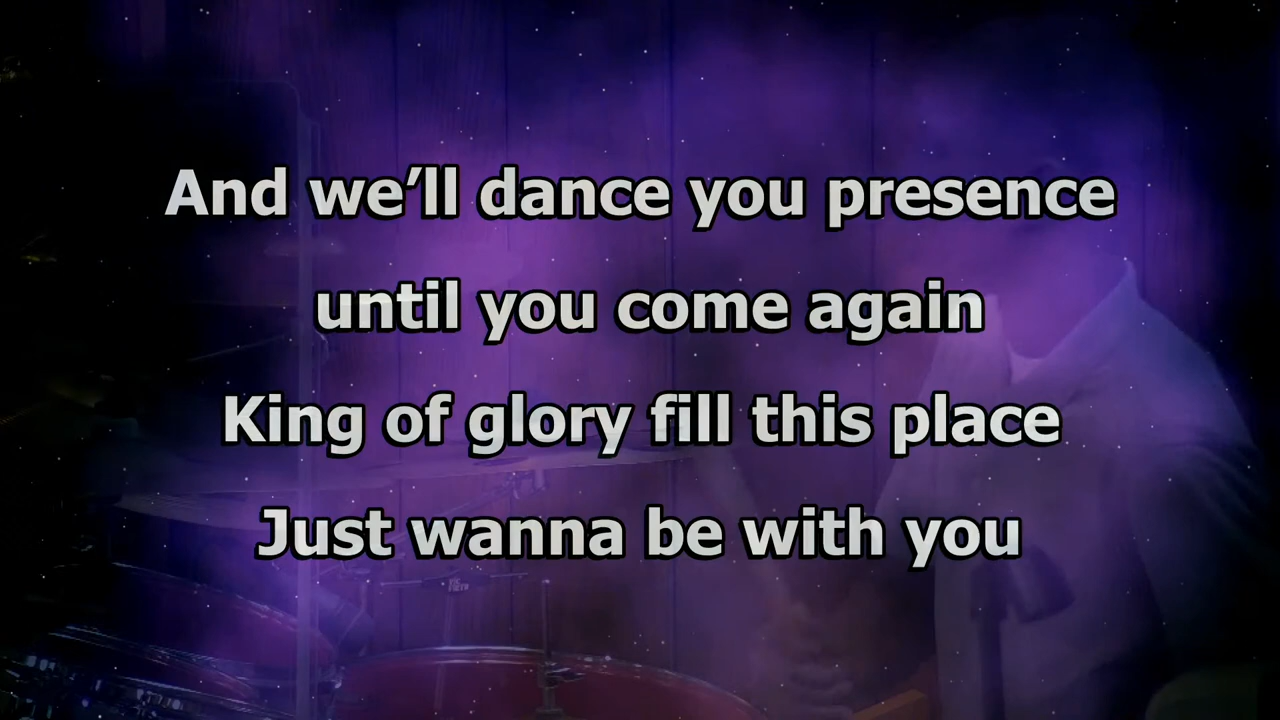 And we’ll dance you presence
until you come again
King of glory fill this place
Just wanna be with you